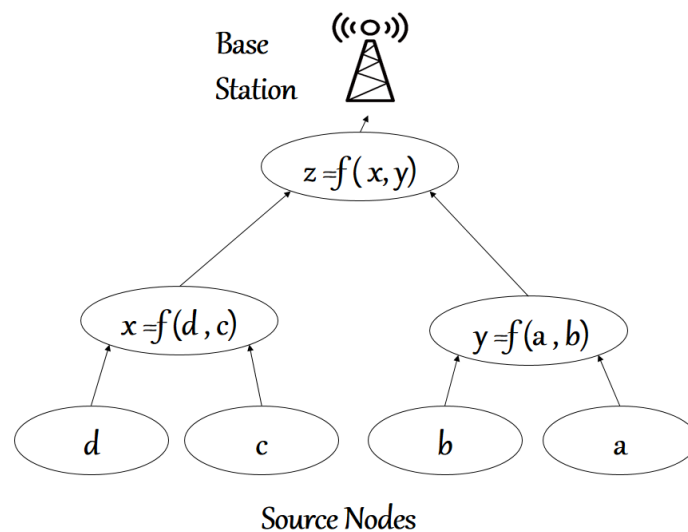 Base
Station
z=f( x, y)
x=f(d , c)
y=f(a , b)
d
c
b
a
Source Nodes